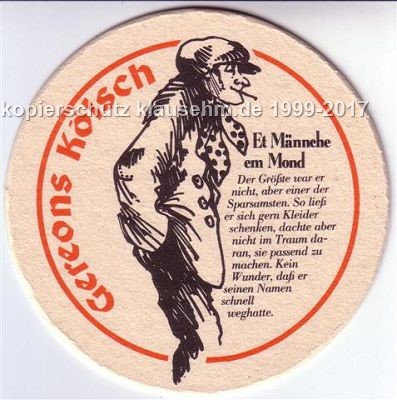 Gereons Kölsch
kopierschutz klausehm.de 1999-2017
Et Männche
em Mond
Der Größte war er
nicht, aber einer der
Sparsamsten. So ließ
er sich gern Kleider
schenken, dachte aber
nicht im Traum da-
ran, sie passend zu
machen. Kein
Wunder, daß er
seinen Namen
schnell
weghatte.